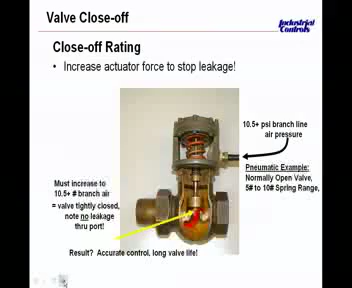 Valve Close-off
Industrial
Controls
Close-off Rating
• Increase actuator force to stop leakage!
10.5+ psi branch line
air pressure
Pneumatic Example:
Normally Open Valve,
5# to 10# Spring Range,
Must increase to
10.5+ # branch air
= valve tightly closed,
note no leakage
thru port!
Result? Accurate control, long valve life!